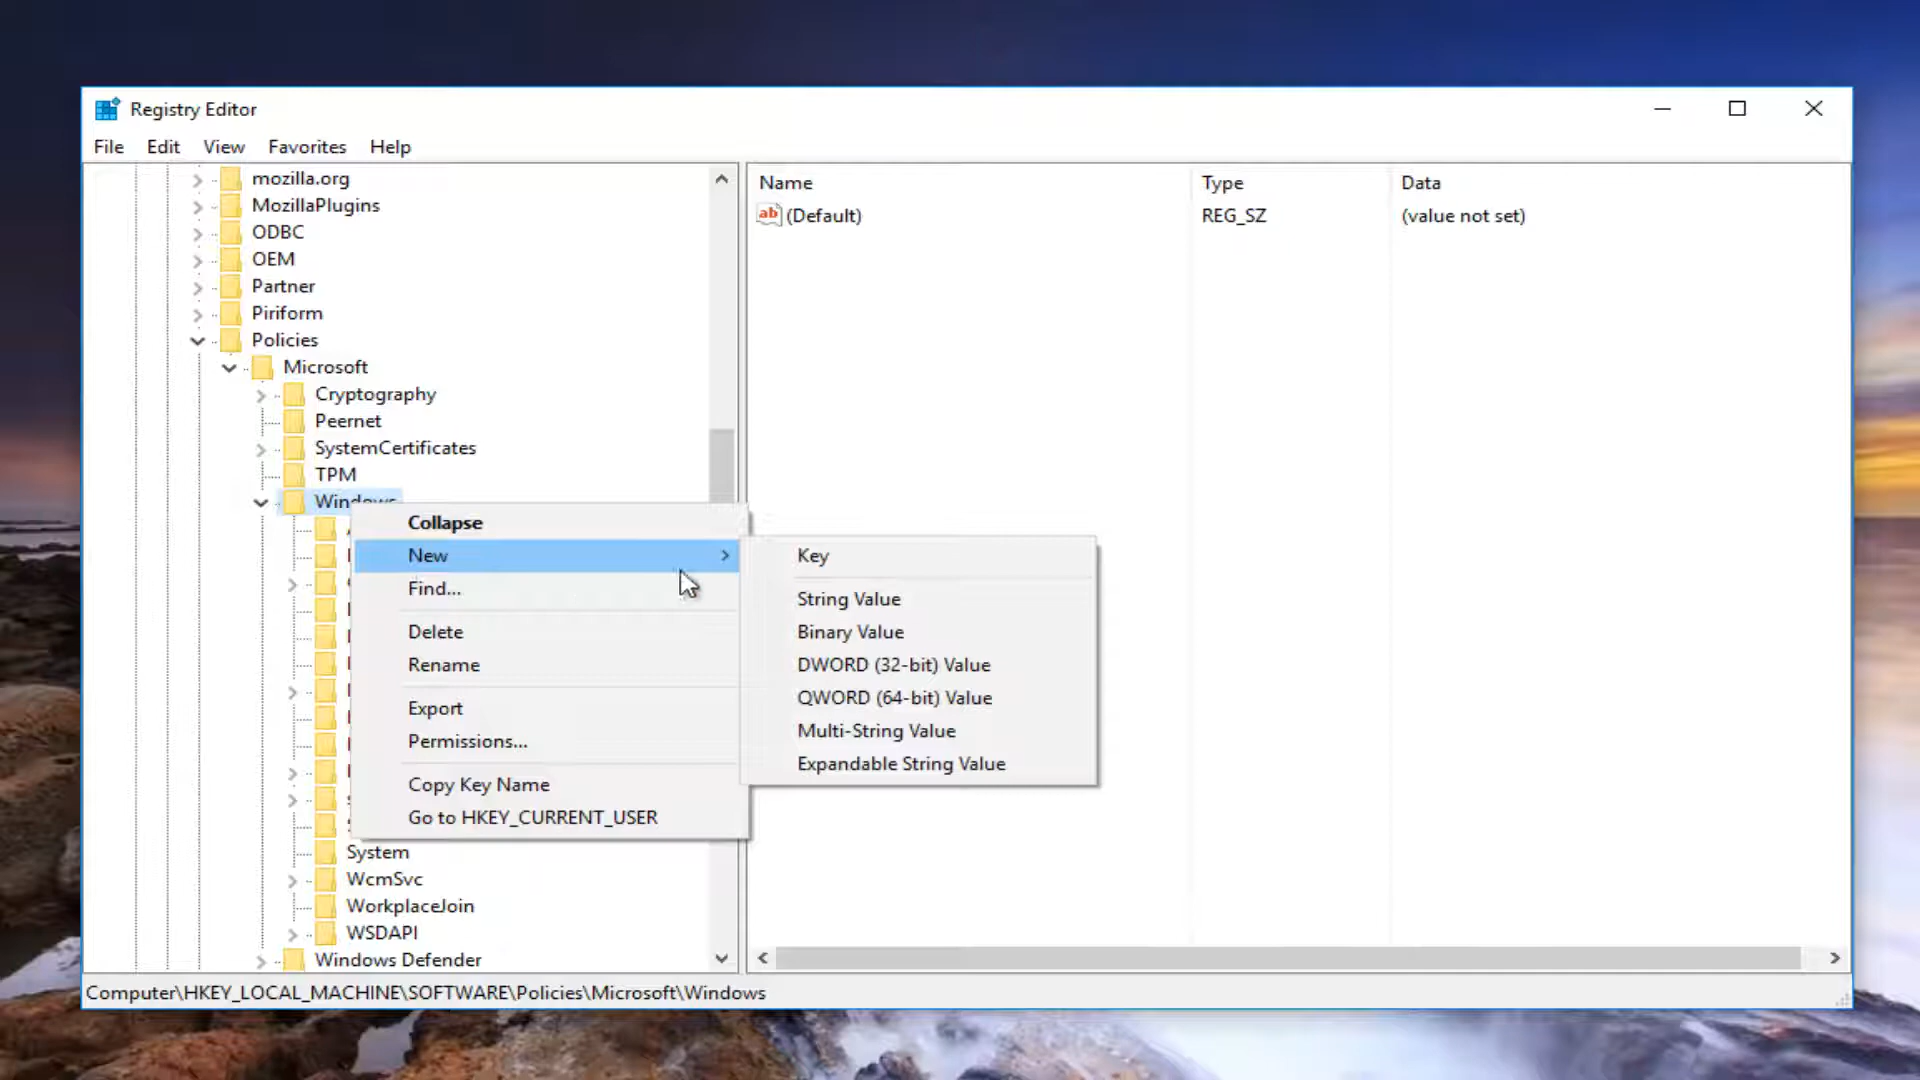 Registry Editor
File Edit View Favorites Help
mozilla.org
MozillaPlugins
ODBC
OEM
Partner
Piriform
Policies
Microsoft
Cryptography
Peernet
SystemCertificates
TPM
Windows
System
WcmSvc
WorkplaceJoin
WSDAPI
Windows Defender
Collapse
New
Find...
Delete
Rename
Export
Permissions...
Copy Key Name
Go to HKEY_CURRENT_USER
Key
String Value
Binary Value
DWORD (32-bit) Value
QWORD (64-bit) Value
Multi-String Value
Expandable String Value
Name Type Data
ab (Default) REG_SZ (value not set)
Computer\HKEY_LOCAL_MACHINE\SOFTWARE\Policies\Microsoft\Windows